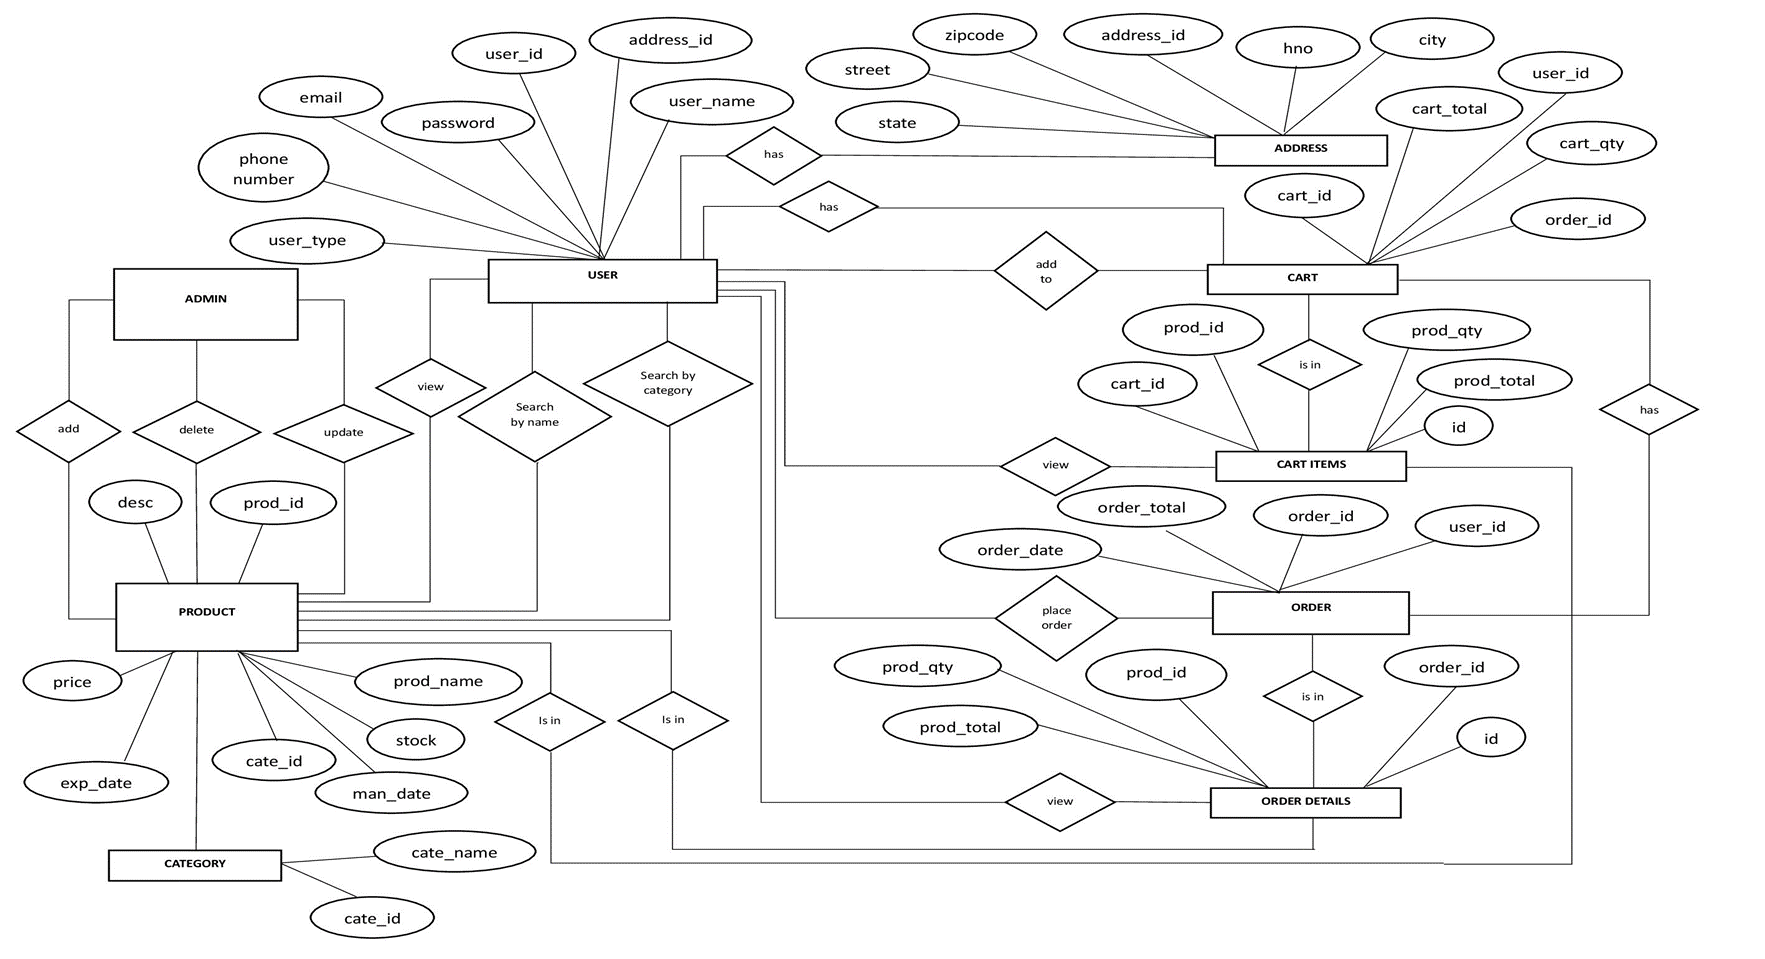 zipcode
address_id
hno
city
user_id
address_id
street
user_id
email
user_name
cart_total
password
state
cart_qty
phone
number
has
ADDRESS
has
cart_id
order_id
user_type
USER
add
to
CART
ADMIN
prod_id
prod_qty
view
Search by
category
is in
cart_id
prod_total
Search
by name
has
add
delete
update
id
view
CART ITEMS
desc
prod_id
order_total
order_id
user_id
order_date
PRODUCT
place
order
ORDER
price
prod_name
prod_qty
prod_id
order_id
is in
Is in
Is in
stock
prod_total
id
cate_id
exp_date
man_date
view
ORDER DETAILS
CATEGORY
cate_name
cate_id